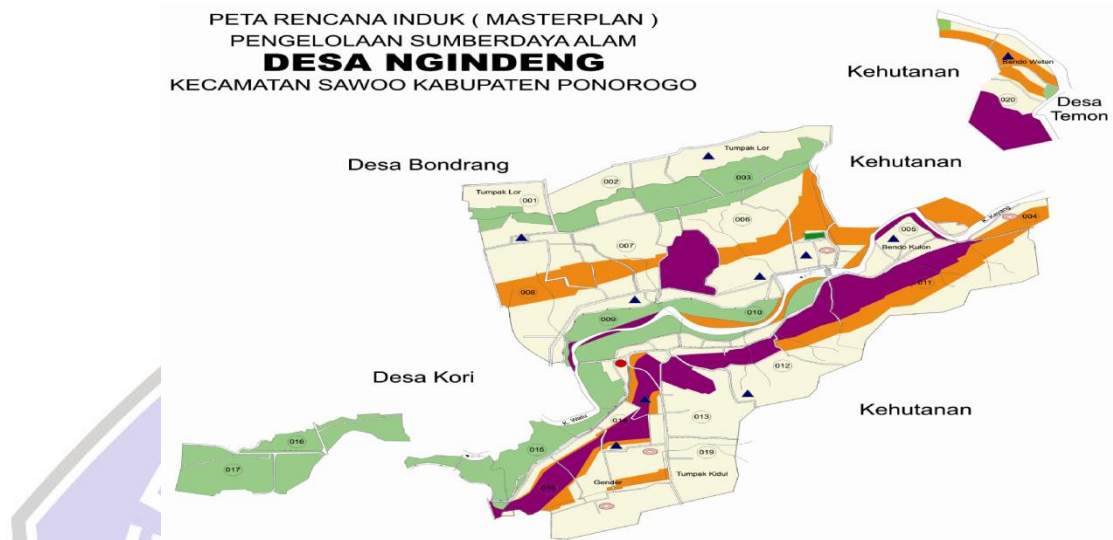 PETA RENCANA INDUK ( MASTERPLAN )
PENGELOLAAN SUMBERDAYA ALAM
DESA NGINDENG
KECAMATAN SAWOO KABUPATEN PONOROGO
Kehutanan
Bendo Weten
020
Desa
Temon
Desa Bondrang
Kehutanan
Tumpak Lor
002
003
Tumpak Lor
001
006
007
005
Bendo Kulon
K. Keyang
004
008
011
009
010
Desa Kori
012
Kehutanan
K. Watu
013
016
015
017
019
Gender
Tumpak Kidul